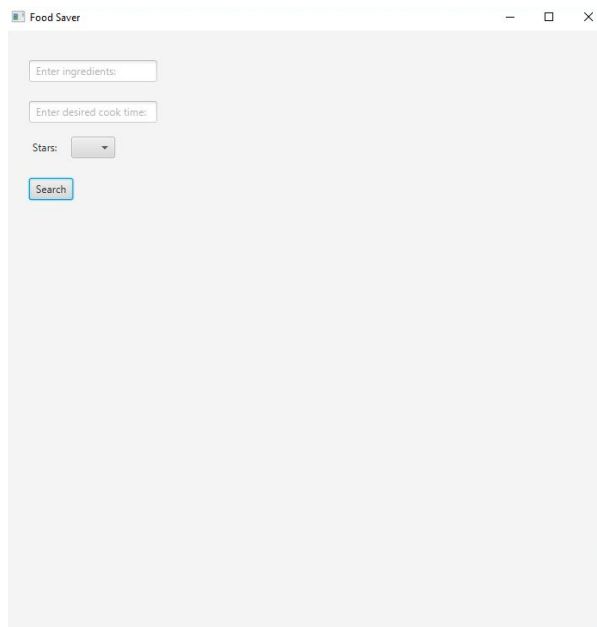 Food Saver
Enter ingredients:
Enter desired cook time:
Stars:
Search